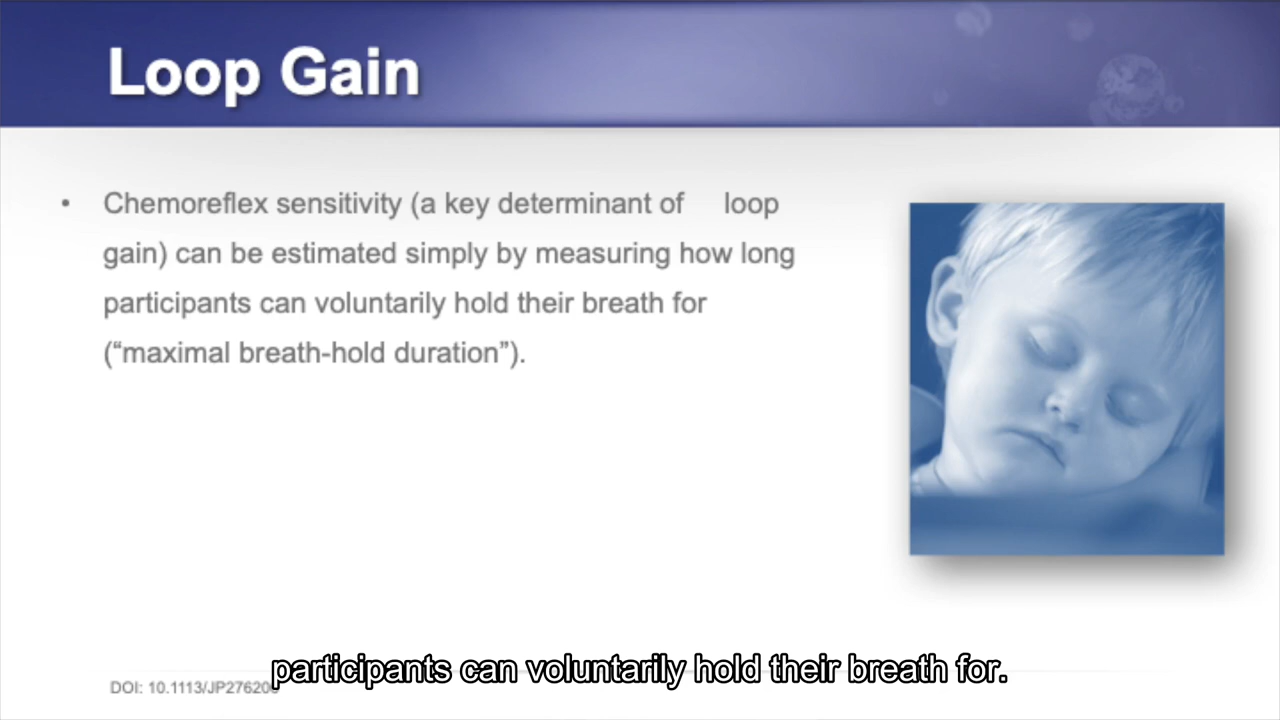 Loop Gain
• Chemoreflex sensitivity (a key determinant of loop
gain) can be estimated simply by measuring how long
participants can voluntarily hold their breath for
(“maximal breath-hold duration”).
participants can voluntarily hold their breath for.
DOI: 10.1113/JP27620